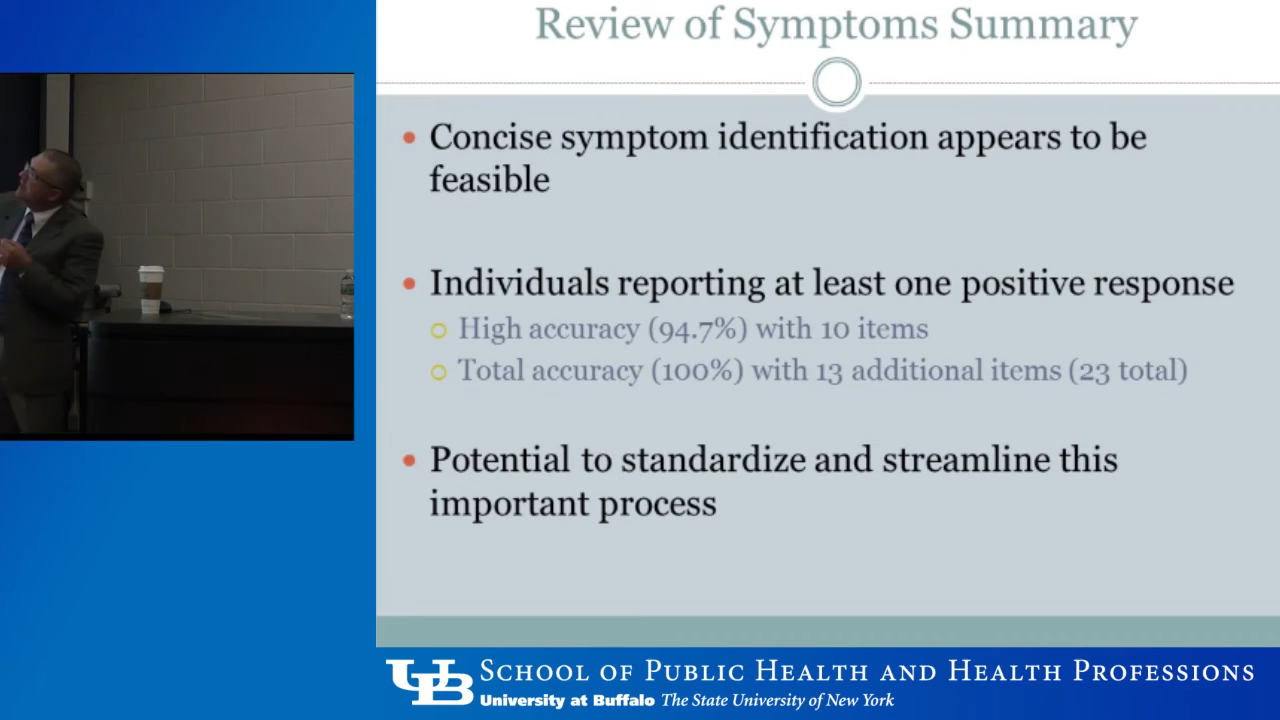 Review of Symptoms Summary
• Concise symptom identification appears to be
feasible
• Individuals reporting at least one positive response
○ High accuracy (94.7%) with 10 items
○ Total accuracy (100%) with 13 additional items (23 total)
• Potential to standardize and streamline this
important process
UB
SCHOOL OF PUBLIC HEALTH AND HEALTH PROFESSIONS
University at Buffalo The State University of New York